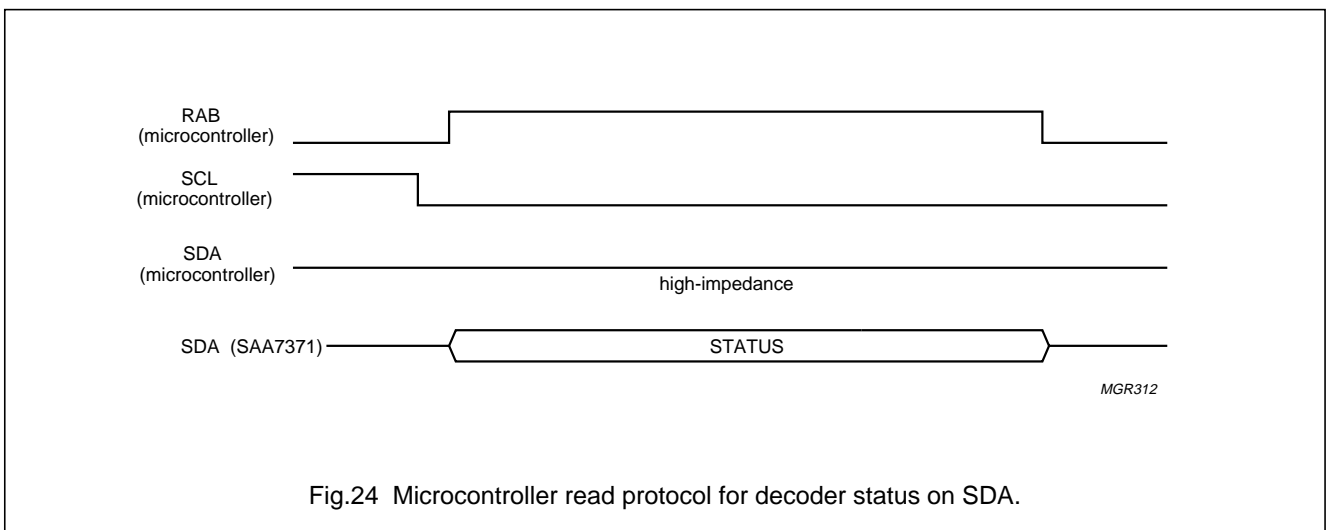 RAB
(microcontroller)
SCL
(microcontroller)
SDA
(microcontroller)
high-impedance
SDA (SAA7371)
STATUS
MGR312
Fig.24 Microcontroller read protocol for decoder status on SDA.